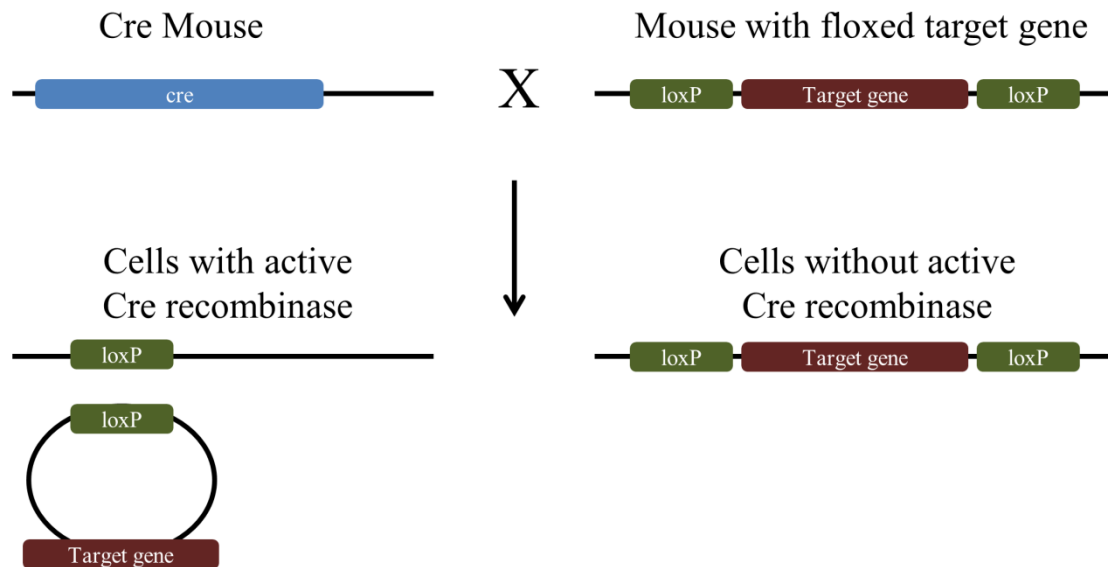 Cre Mouse
Mouse with floxed target gene
cre
X
loxP
Target gene
loxP
Cells with active
Cre recombinase
Cells without active
Cre recombinase
loxP
loxP
Target gene
loxP
loxP
Target gene